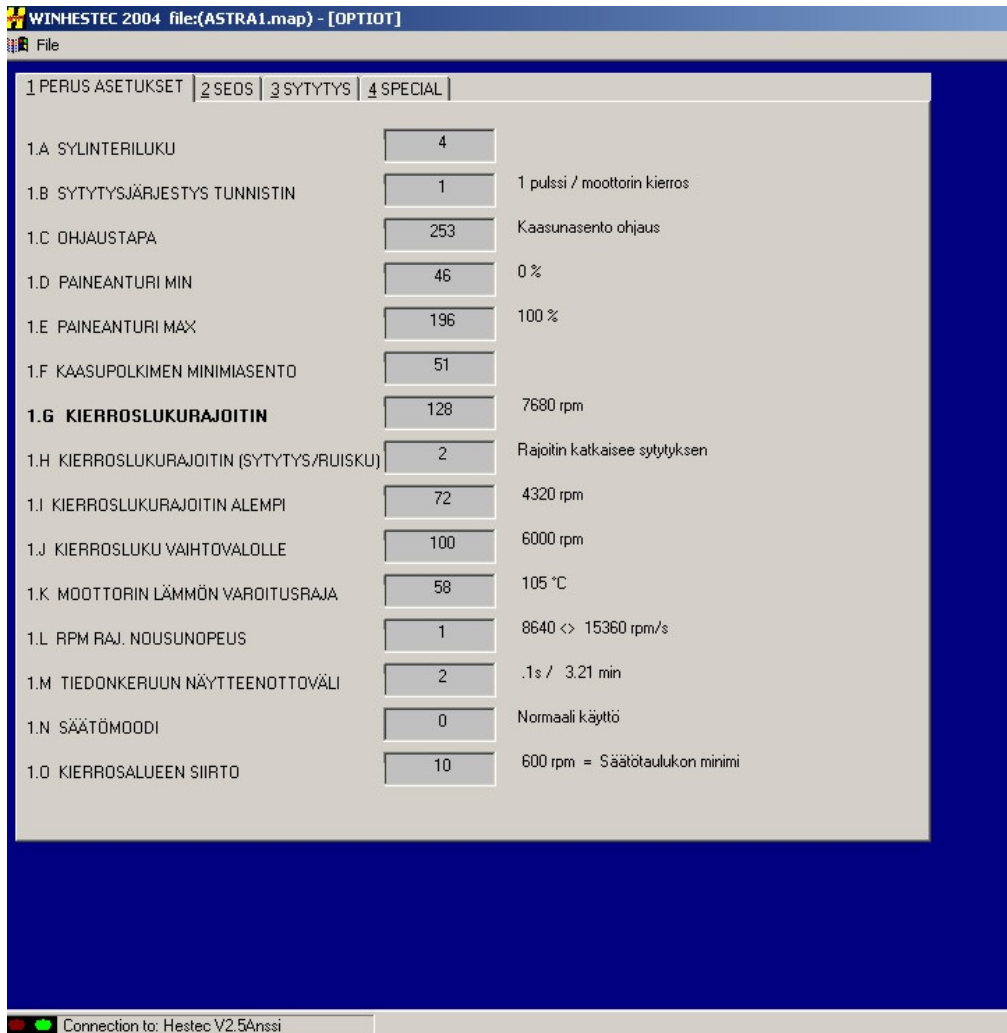 WINHESTEC 2004 file:(ASTRA1.map) - [OPTIOT]
File
1 PERUS ASETUKSET 2 SEOS 3 SYTYTYS 4 SPECIAL
1.A SYLINTERILUKU 4
1.B SYTYTYSJÄRJESTYS TUNNISTIN 1 1 pulssi / moottorin kierros
1.C OHJAUSTAPA 253 Kaasunasento ohjaus
1.D PAINEANTURI MIN 46 0 %
1.E PAINEANTURI MAX 196 100 %
1.F KAASUPOLKIMEN MINIMIASENTO 51
1.G KIERROSLUKURAJOITIN 128 7680 rpm
1.H KIERROSLUKURAJOITIN (SYTYTYS/RUISKU) 2 Rajoitin katkaisee sytytyksen
1.I KIERROSLUKURAJOITIN ALEMPI 72 4320 rpm
1.J KIERROSLUKU VAIHTOVALOLLE 100 6000 rpm
1.K MOOTTORIN LÄMMÖN VAROITUSRAJA 58 105 °C
1.L RPM RAJ. NOUSUNOPEUS 1 8640 <> 15360 rpm/s
1.M TIEDONKERUUN NÄYTTEENOTTOVÄLI 2 .1s / 3.21 min
1.N SÄÄTÖMOODI 0 Normaali käyttö
1.O KIERROSALUEEN SIIRTO 10 600 rpm = Säätötaulukon minimi
Connection to: Hestec V2.5Anssi